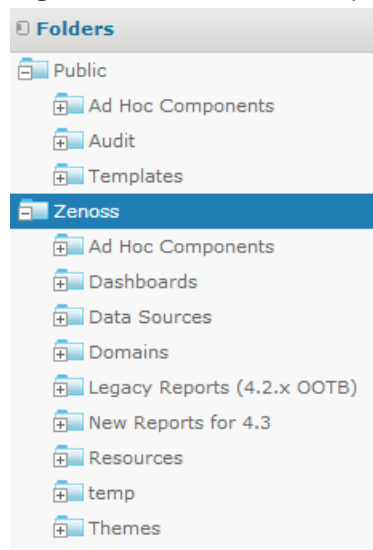 Folders
Public
Ad Hoc Components
Audit
Templates
Zenoss
Ad Hoc Components
Dashboards
Data Sources
Domains
Legacy Reports (4.2.x OOTB)
New Reports for 4.3
Resources
temp
Themes